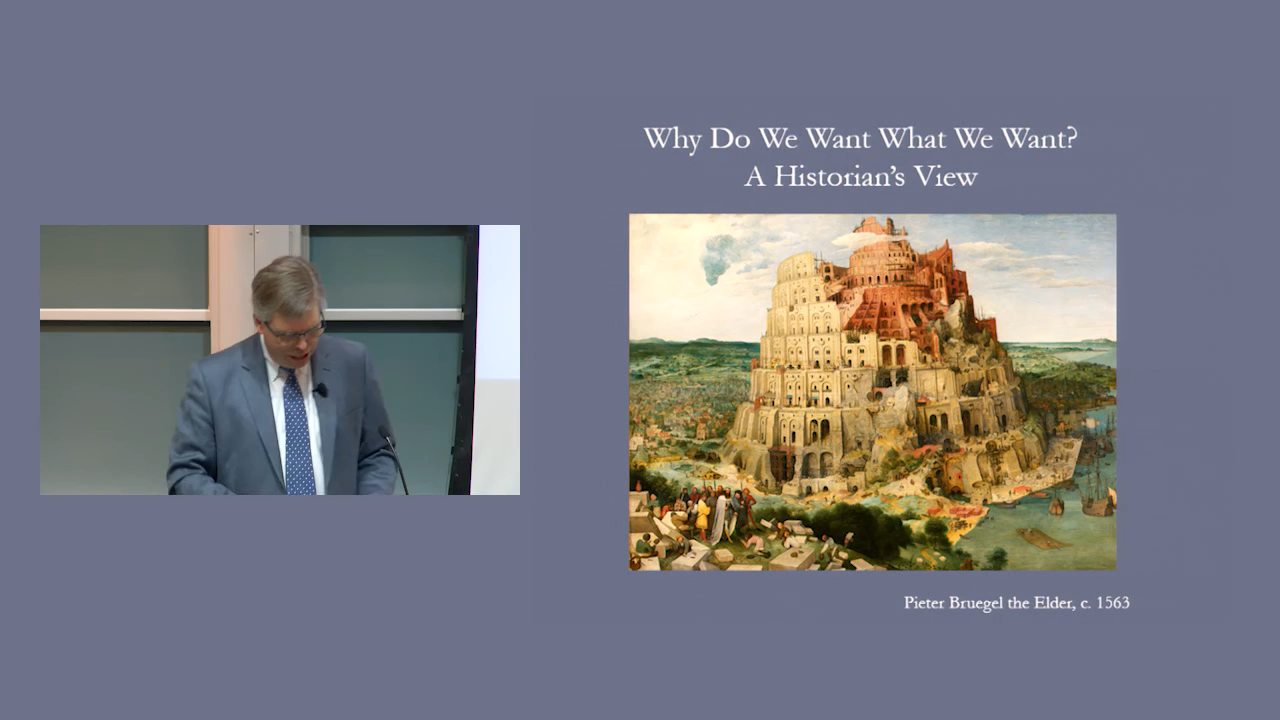 Why Do We Want What We Want?
A Historian's View
Pieter Bruegel the Elder, c. 1563